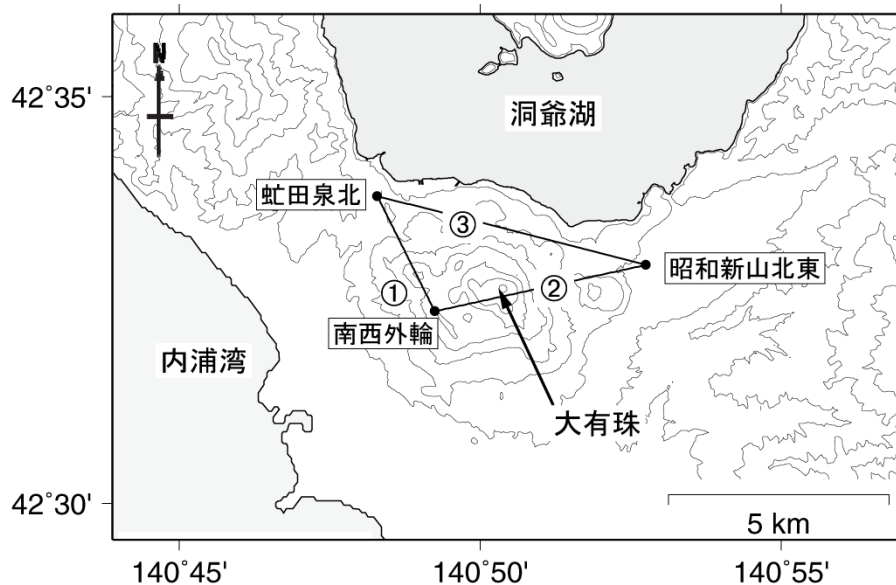 N
42°35'
洞爺湖
虻田泉北
③
昭和新山北東
①
②
南西外輪
内浦湾
大有珠
42°30'
5 km
140°45'
140°50'
140°55'